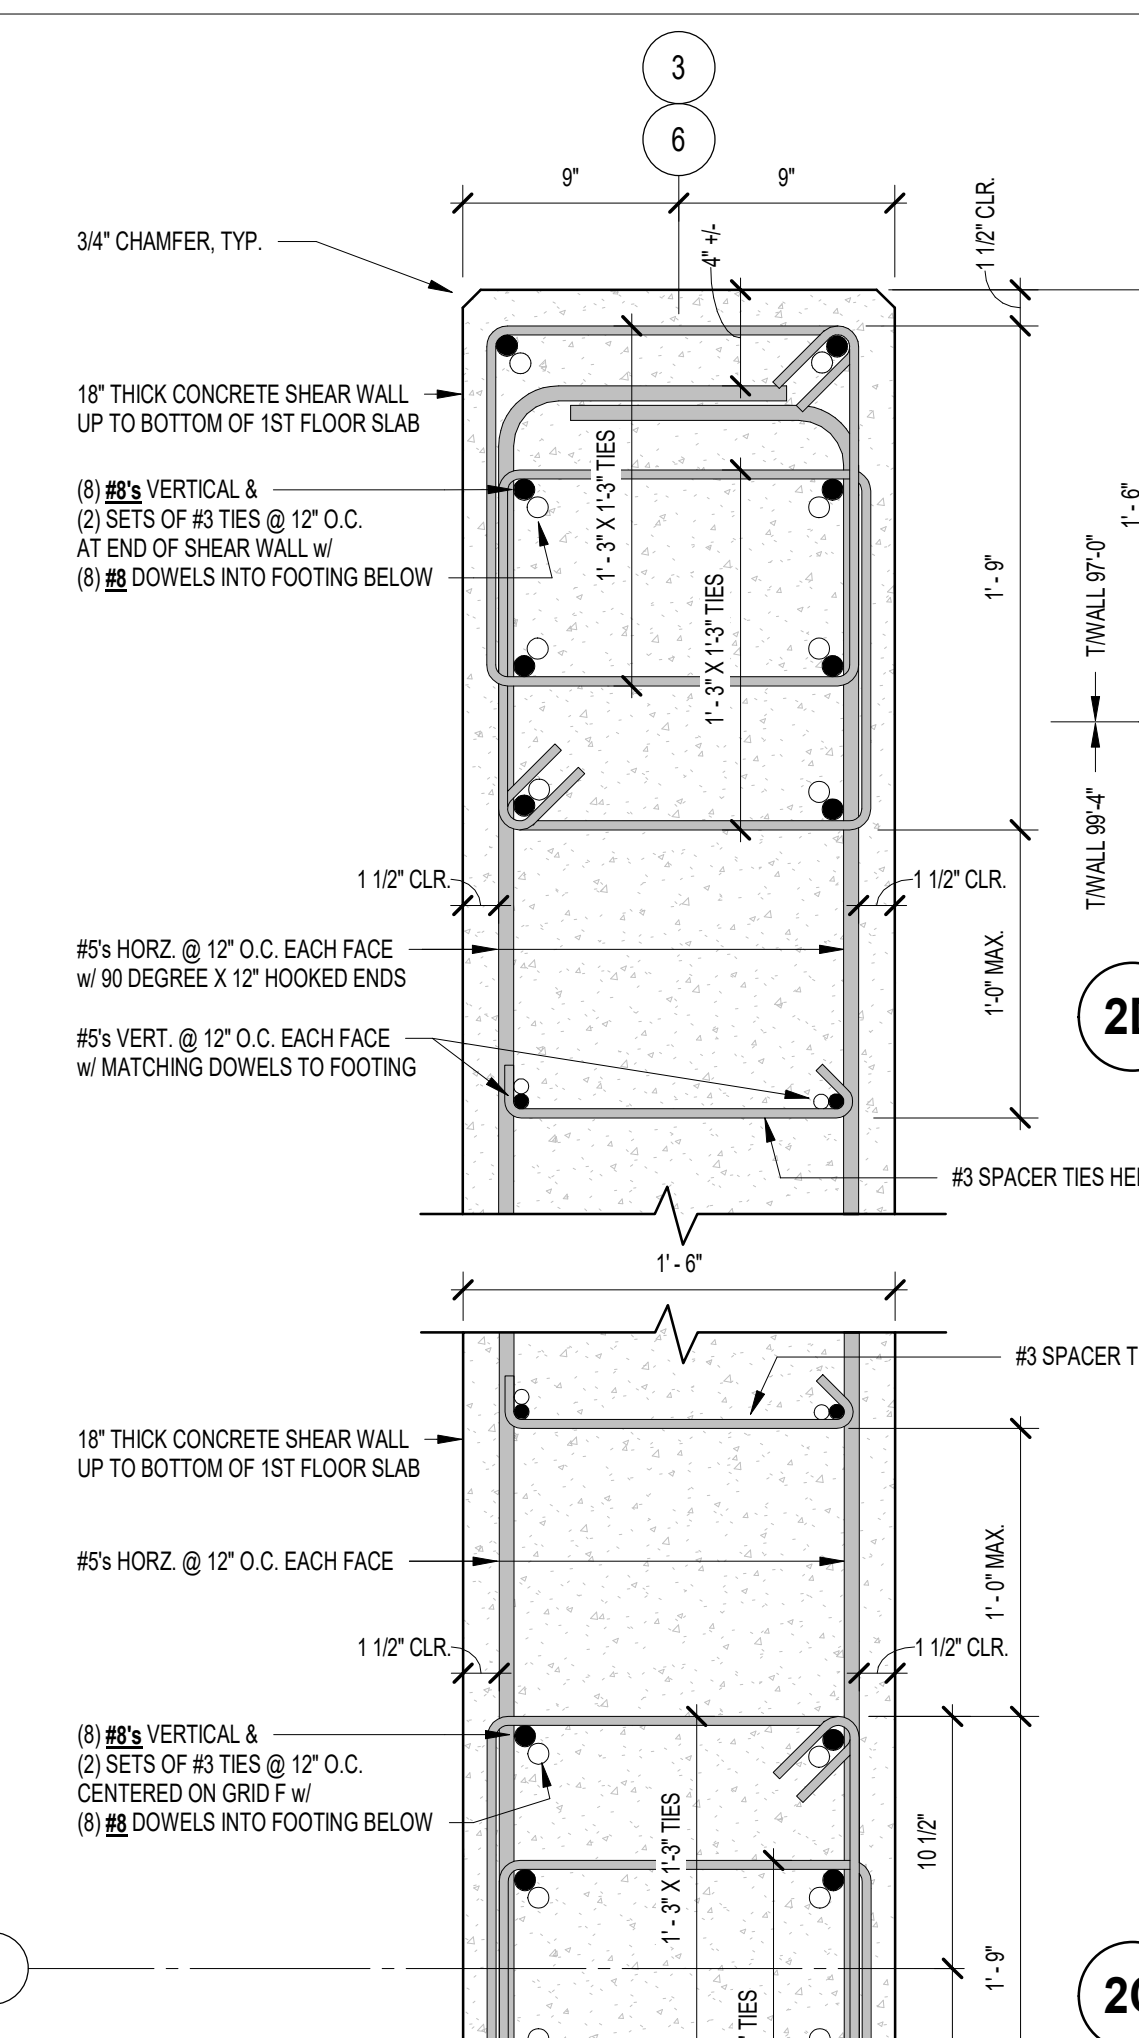 3
6
9"
9"
3/4" CHAMFER, TYP.
4" +/-
1 1/2" CLR.
18" THICK CONCRETE SHEAR WALL
UP TO BOTTOM OF 1ST FLOOR SLAB
(8) #8's VERTICAL &
(2) SETS OF #3 TIES @ 12" O.C.
AT END OF SHEAR WALL w/
(8) #8 DOWELS INTO FOOTING BELOW
1' - 3" X 1'-3" TIES
1' - 3" X 1'-3" TIES
1' - 9"
1' - 6"
T/WALL 97'-0"
T/WALL 99'-4"
1 1/2" CLR.
1 1/2" CLR.
#5's HORZ. @ 12" O.C. EACH FACE
w/ 90 DEGREE X 12" HOOKED ENDS
1'-0" MAX.
#5's VERT. @ 12" O.C. EACH FACE
w/ MATCHING DOWELS TO FOOTING
#3 SPACER TIES
1' - 6"
#3 SPACER
18" THICK CONCRETE SHEAR WALL
UP TO BOTTOM OF 1ST FLOOR SLAB
#5's HORZ. @ 12" O.C. EACH FACE
1' - 0" MAX.
1 1/2" CLR.
1 1/2" CLR.
(8) #8's VERTICAL &
(2) SETS OF #3 TIES @ 12" O.C.
CENTERED ON GRID F w/
(8) #8 DOWELS INTO FOOTING BELOW
1' - 3" X 1'-3" TIES
10 1/2"
1' - 9"
" TIES